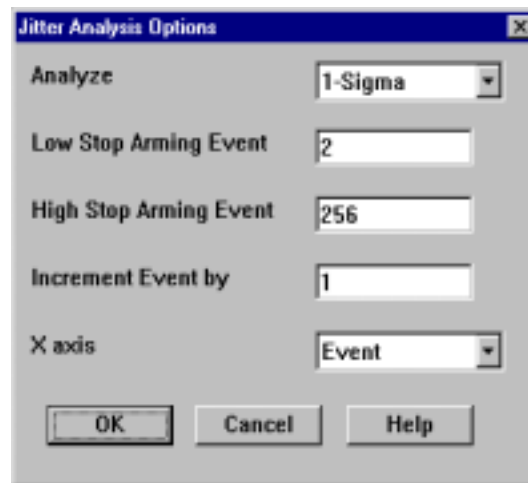 Jitter Analysis Options
Analyze 1-Sigma
Low Stop Arming Event 2
High Stop Arming Event 256
Increment Event by 1
X axis Event
OK Cancel Help